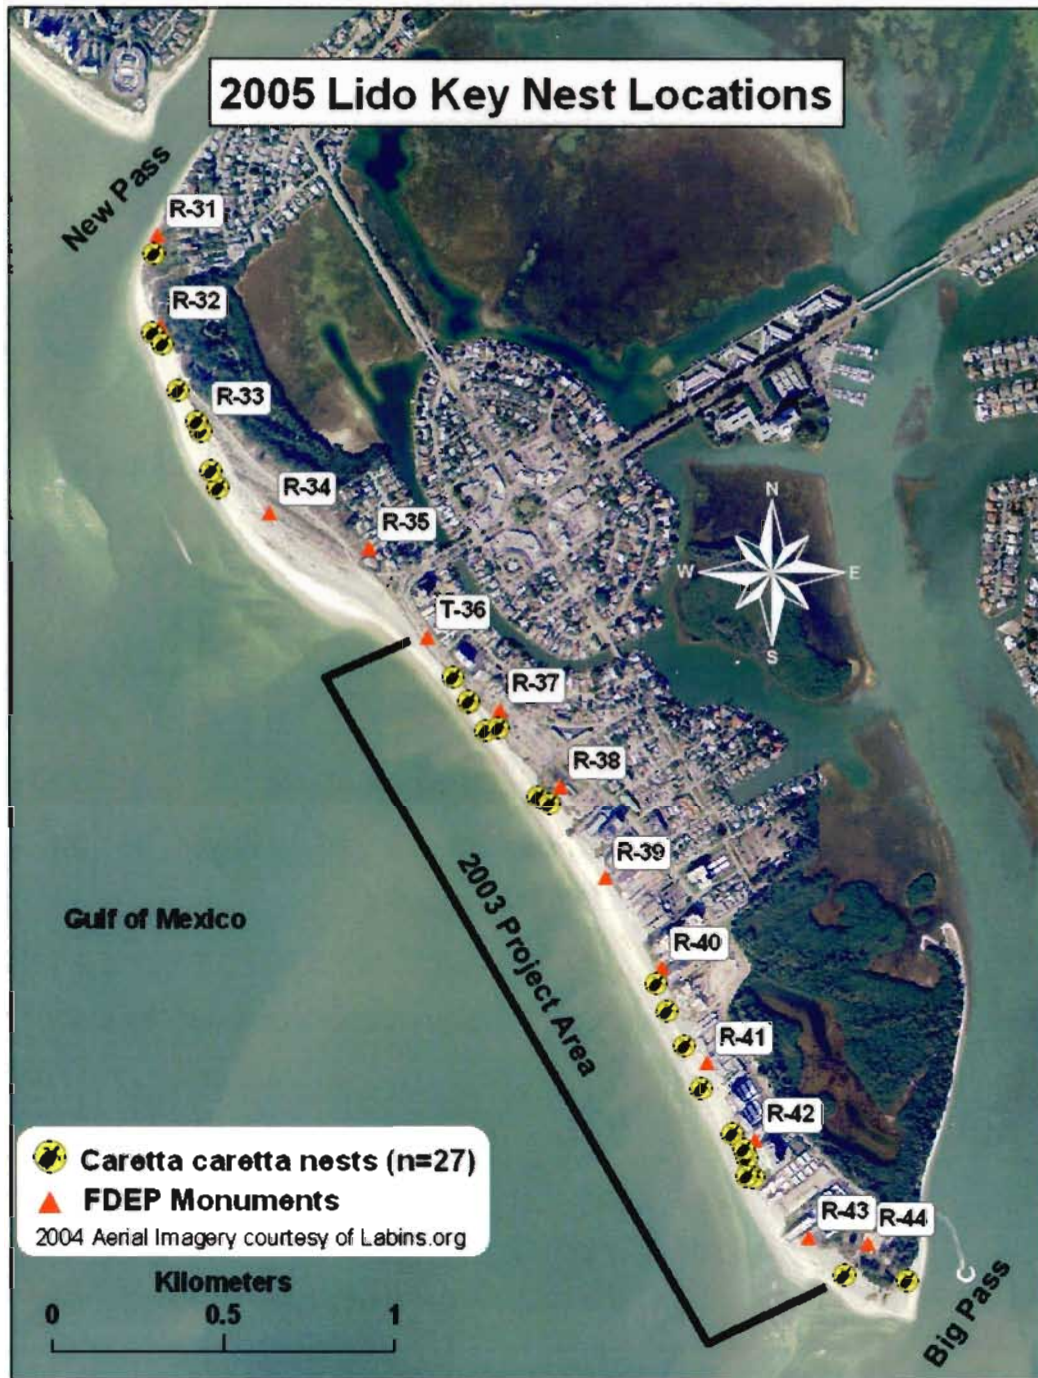 2005 Lido Key Nest Locations
New Pass
R-31
R-32
R-33
R-34
R-35
N
W E
S
T-36
R-37
R-38
R-39
2003 Project Area
Gulf of Mexico
R-40
R-41
R-42
R-43
R-44
Big Pass
Caretta caretta nests (n=27)
FDEP Monuments
2004 Aerial Imagery courtesy of Labins.org
Kilometers
0 0.5 1